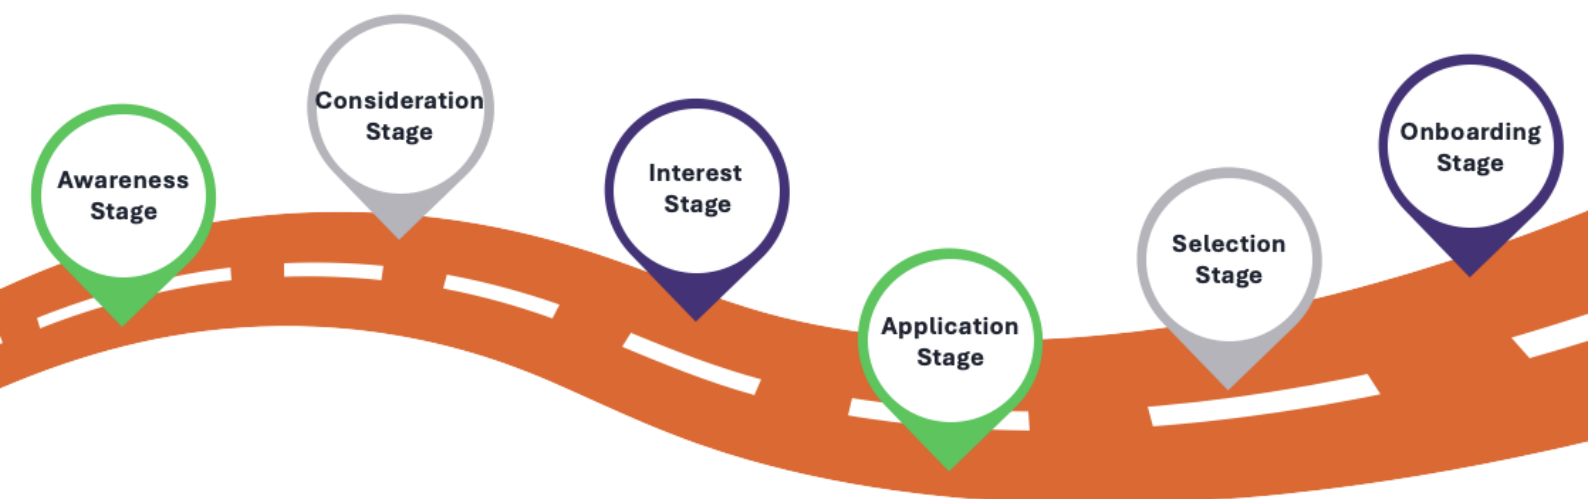 Awareness
Stage
Consideration
Stage
Interest
Stage
Application
Stage
Selection
Stage
Onboarding
Stage